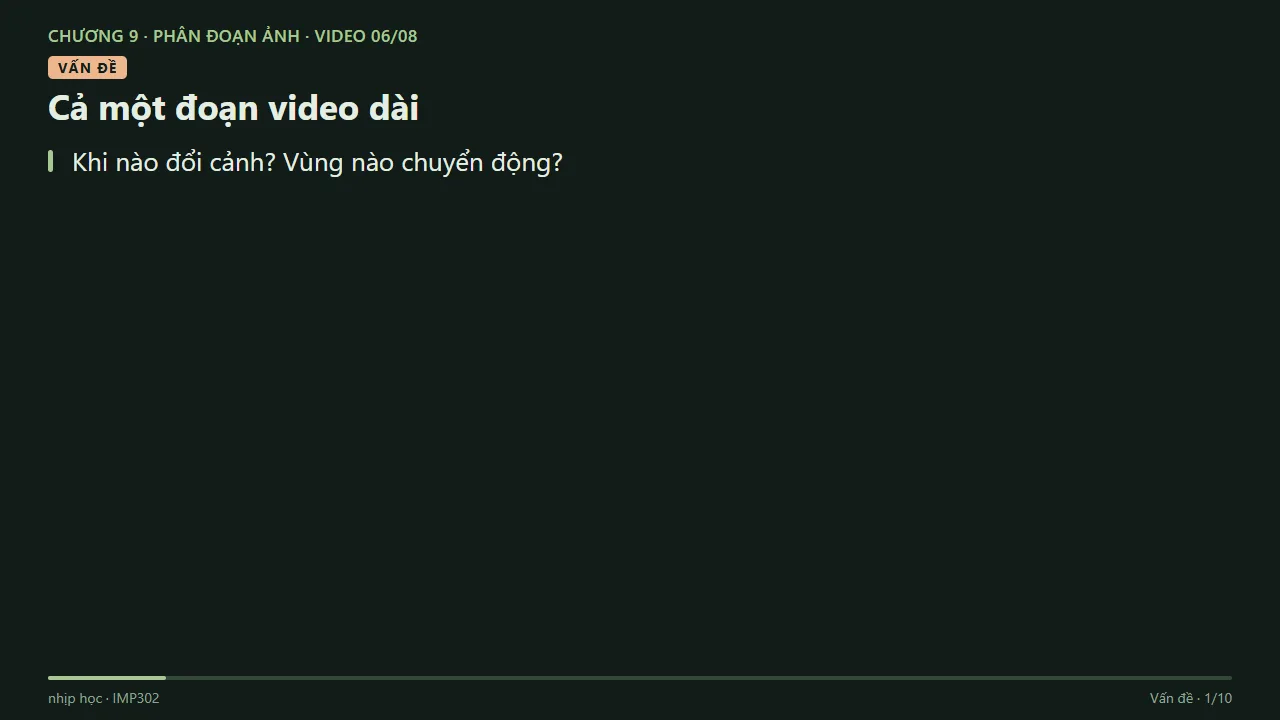 CHƯƠNG 9 · PHÂN ĐOẠN ẢNH · VIDEO 06/08
VẤN ĐỀ
Cả một đoạn video dài
Khi nào đổi cảnh? Vùng nào chuyển động?
nhịp học · IMP302
Vấn đề · 1/10